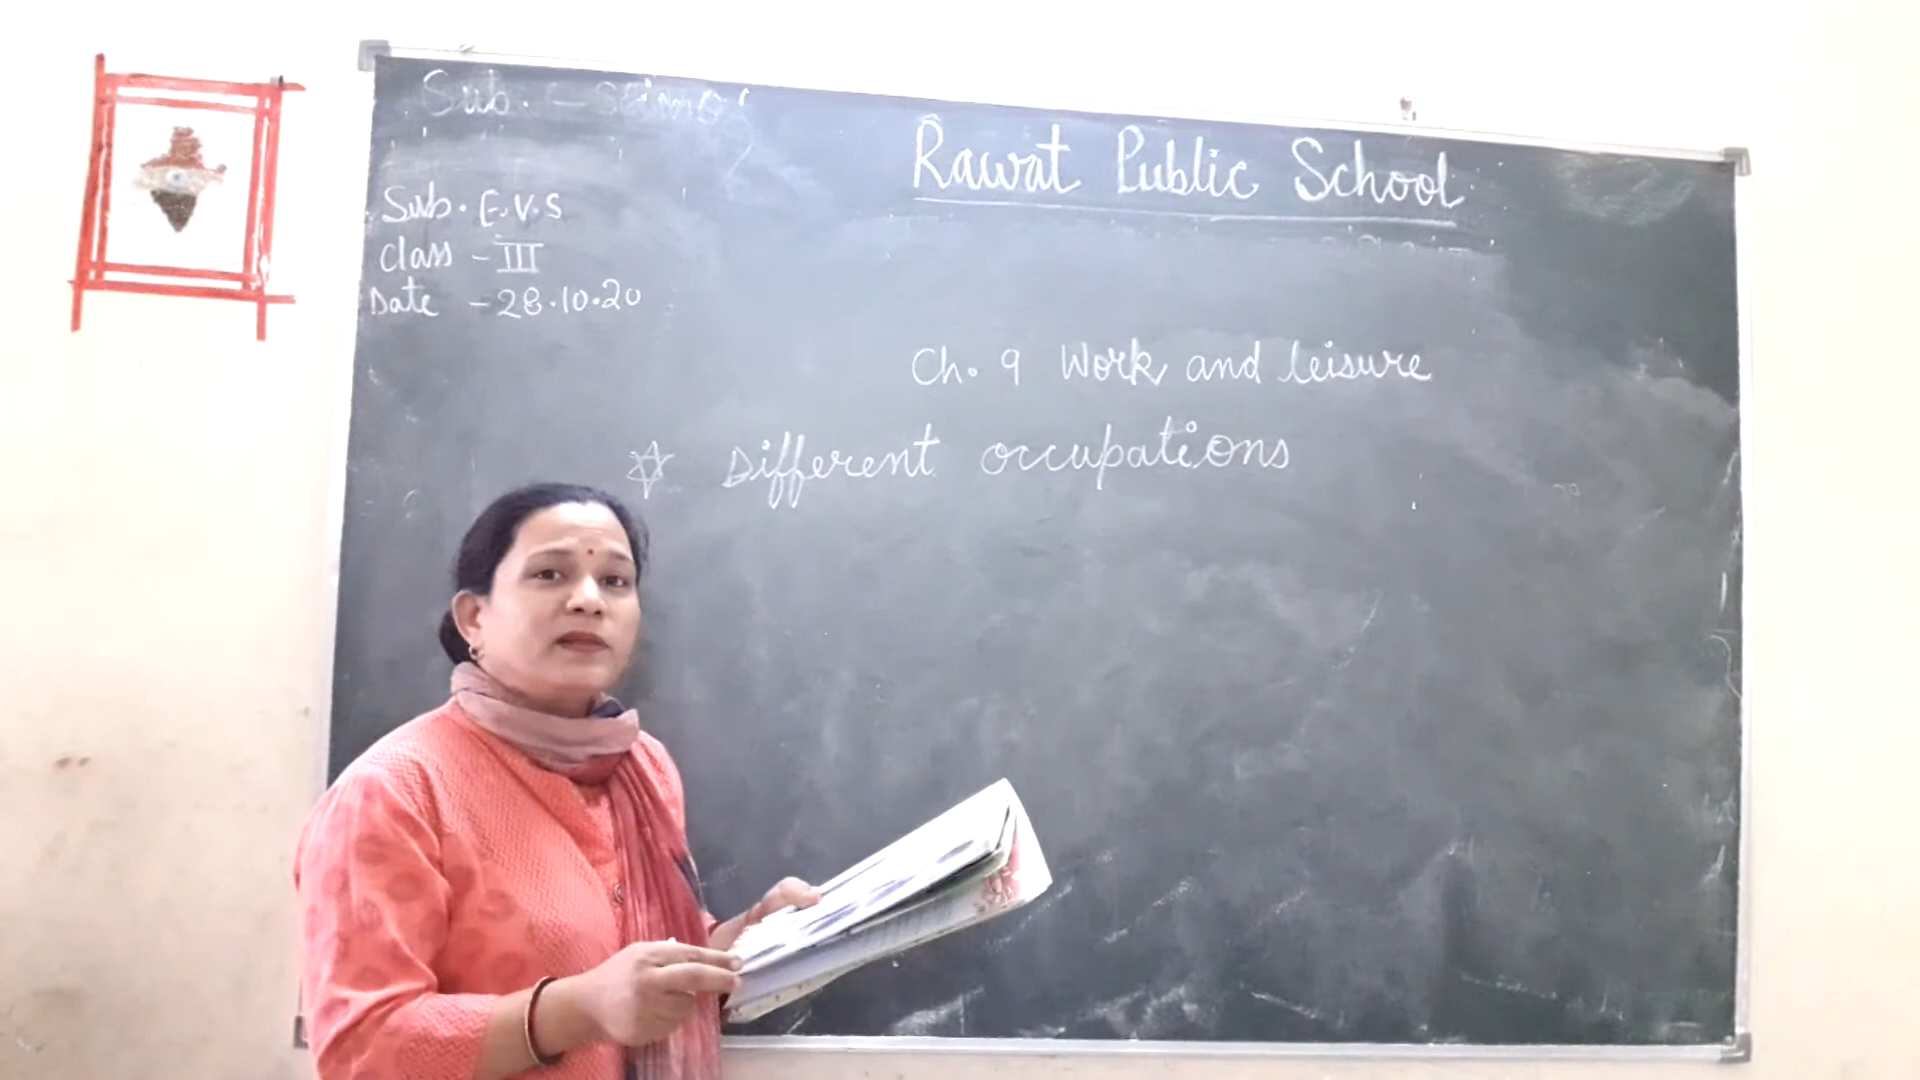 Rawat Public School
Sub. E.V.S
Class - III
Date - 28.10.20
Ch. 9 Work and leisure
Different occupations